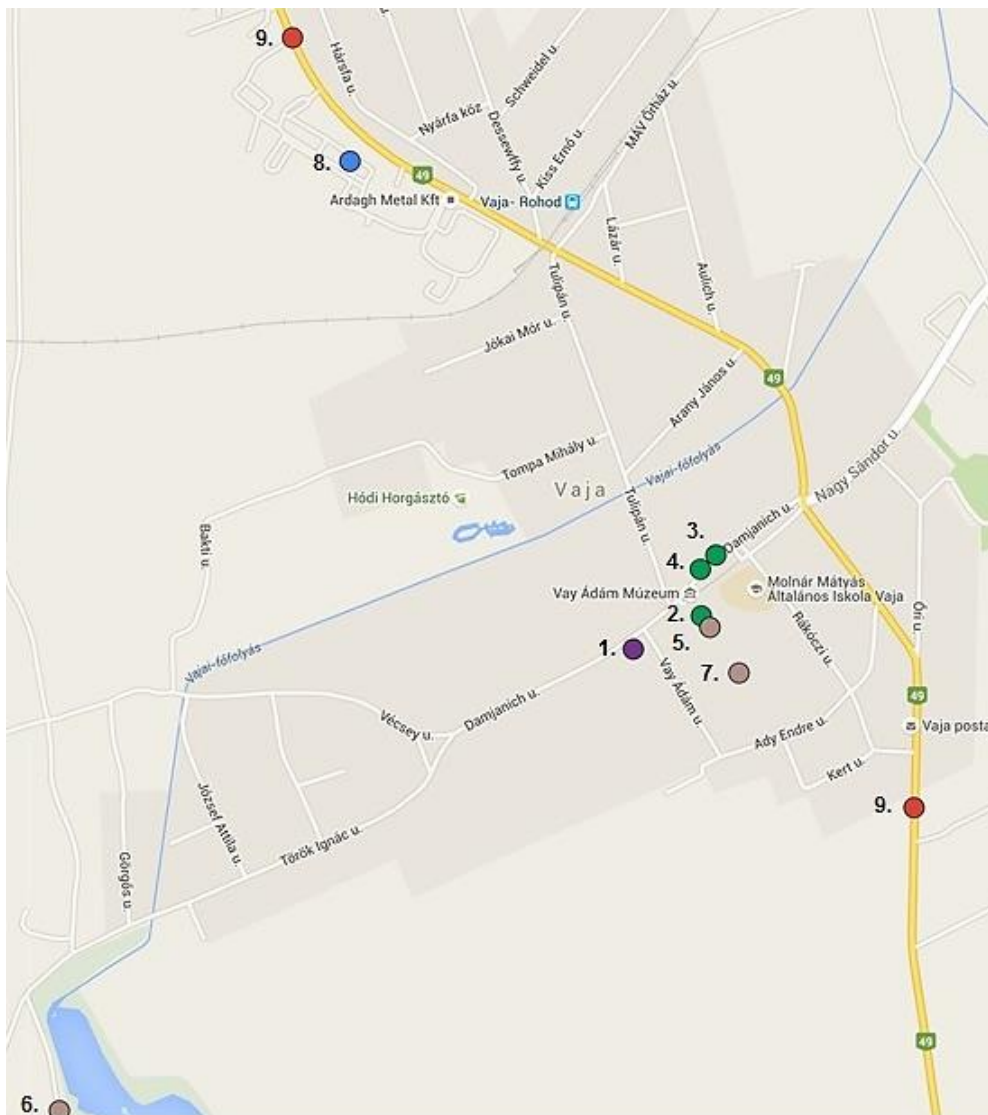 9.
Hársfa u.
Nyárfa köz
Schweidel u.
Dessewffy u.
Kiss Ernő u.
MÁV Őrház u.
8.
49
Ardagh Metal Kft
Vaja- Rohod
Lázár u.
Tulipán u.
Aulich u.
Jókai Mór u.
49
Arany János u.
Tompa Mihály u.
Nagy Sándor u.
Vajai-főfolyás
Hódi Horgásztó
Vaja
Tulipán u.
Bakti u.
Damjanich u.
3.
4.
Molnár Mátyás
Általános Iskola Vaja
Vay Ádám Múzeum
2.
5.
1.
Rákóczi u.
Őri u.
Vajai-főfolyás
7.
Vay Ádám u.
49
Damjanich u.
Vécsey u.
Ady Endre u.
Vaja posta
Kert u.
9.
József Attila u.
Török Ignác u.
Görgős u.
49
6.